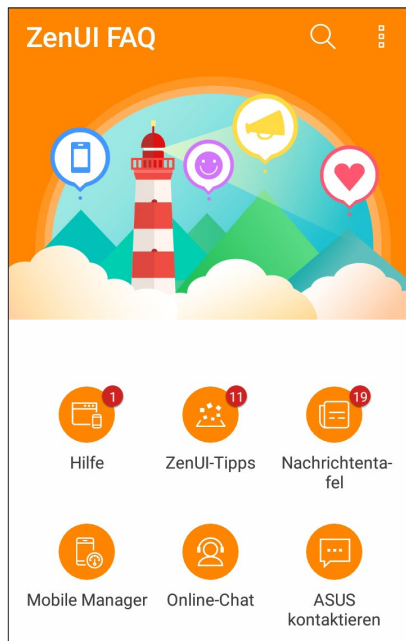 ZenUI FAQ
1
11
19
Hilfe
ZenUI-Tipps
Nachrichtenta-
fel
Mobile Manager
Online-Chat
ASUS
kontaktieren